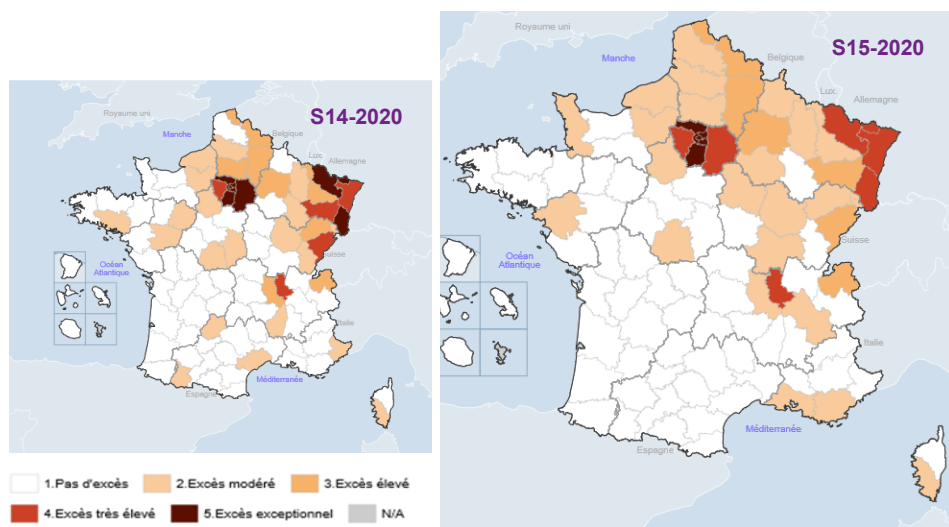 S14-2020
Royaume uni
Manche
Belgique
Lux.
Allemagne
Suisse
Océan
Atlantique
Italie
Méditerranée
Espagne
S15-2020
Royaume uni
Manche
Belgique
Lux.
Allemagne
Suisse
Océan
Atlantique
Italie
Méditerranée
Espagne
1.Pas d'excès
2.Excès modéré
3.Excès élevé
4.Excès très élevé
5.Excès exceptionnel
N/A